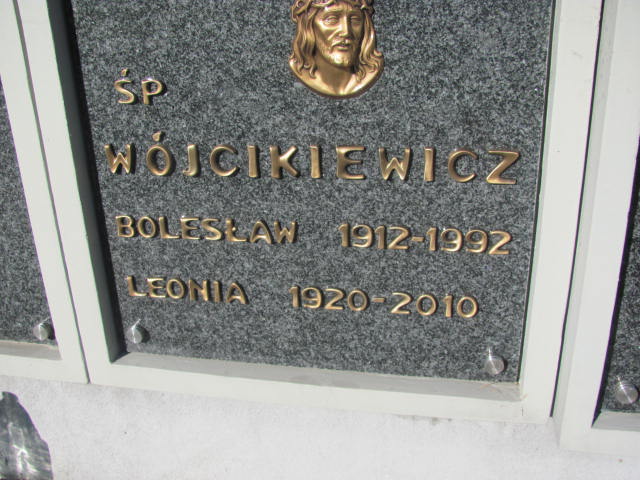 ŚP
WÓJCIKIEWICZ
BOLESŁAW 1912-1992
LEONIA 1920-2010